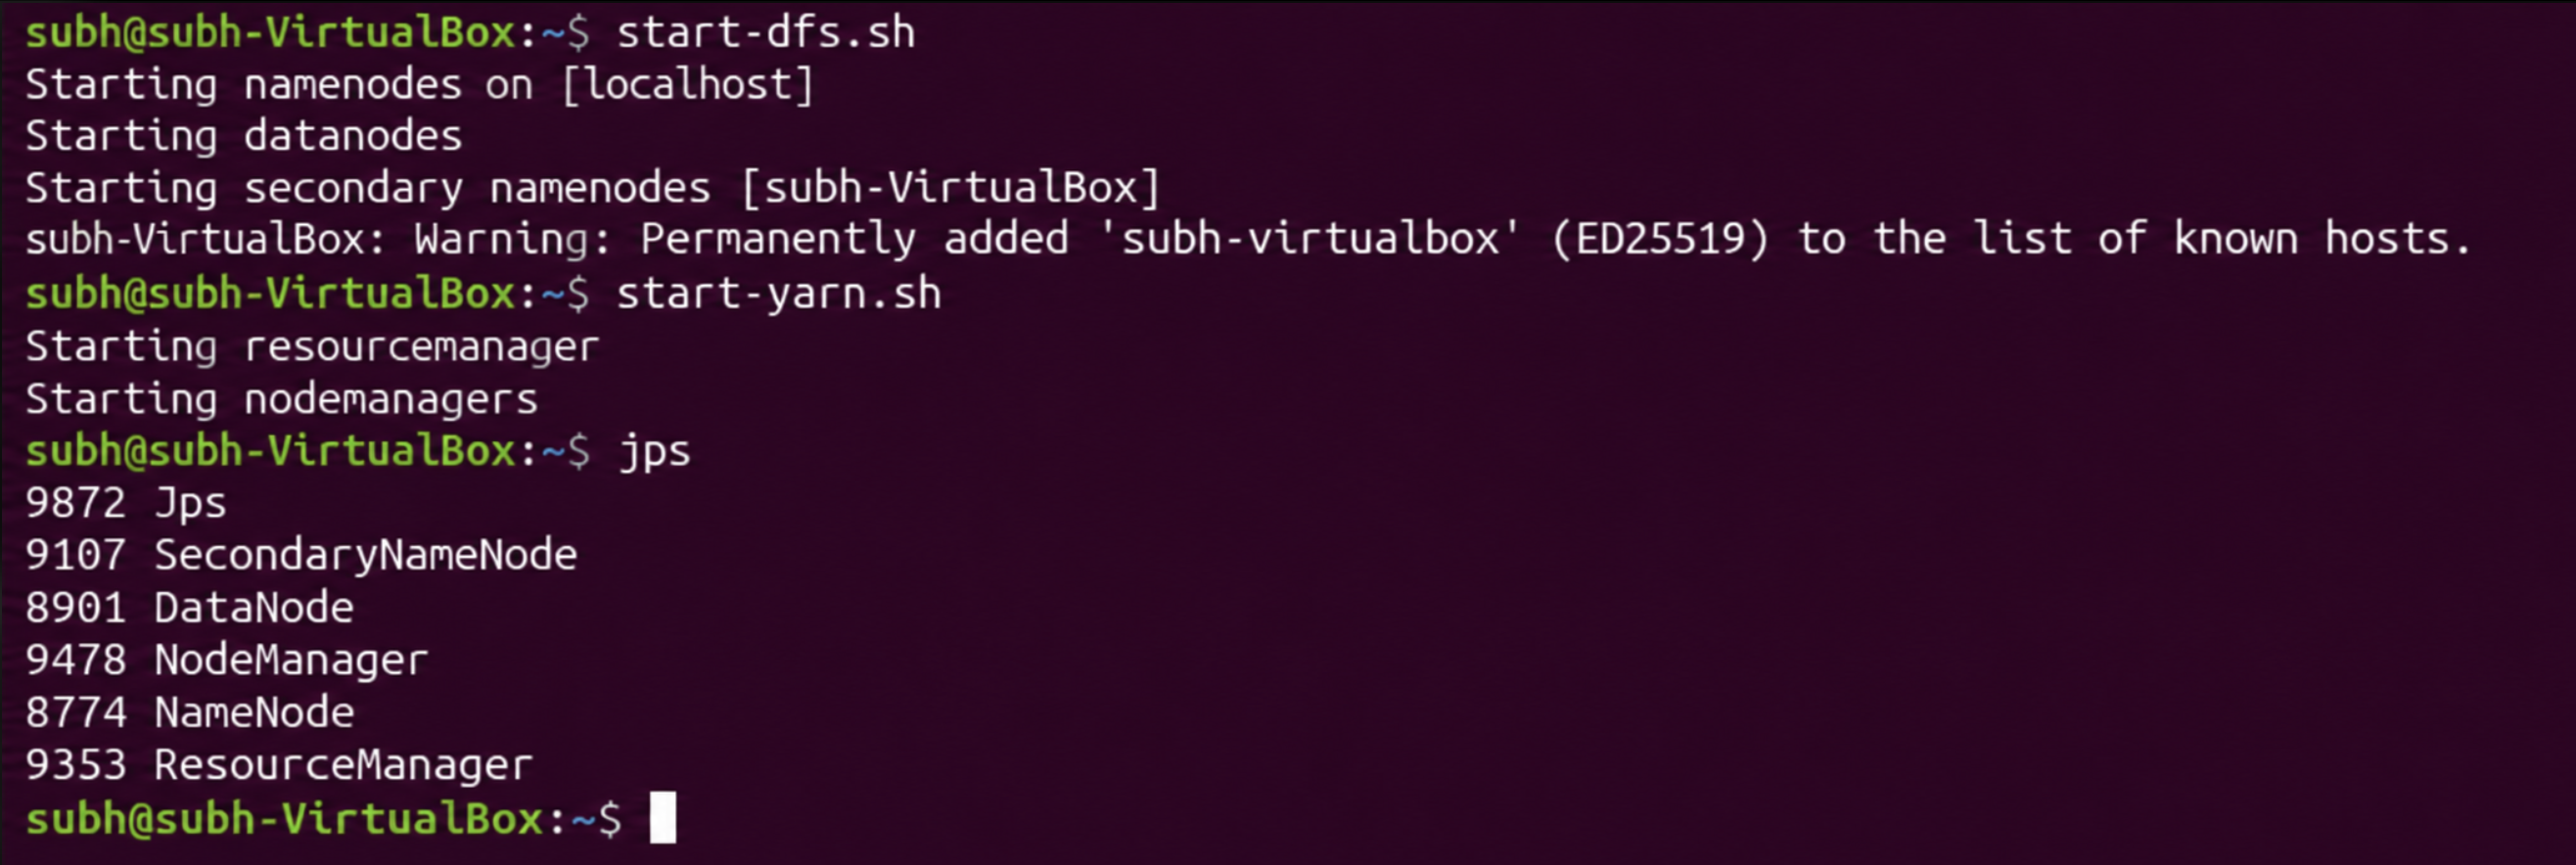 subh@subh-VirtualBox:~$ start-dfs.sh
Starting namenodes on [localhost]
Starting datanodes
Starting secondary namenodes [subh-VirtualBox]
subh-VirtualBox: Warning: Permanently added 'subh-virtualbox' (ED25519) to the list of known hosts.
subh@subh-VirtualBox:~$ start-yarn.sh
Starting resourcemanager
Starting nodemanagers
subh@subh-VirtualBox:~$ jps
9872 Jps
9107 SecondaryNameNode
8901 DataNode
9478 NodeManager
8774 NameNode
9353 ResourceManager
subh@subh-VirtualBox:~$